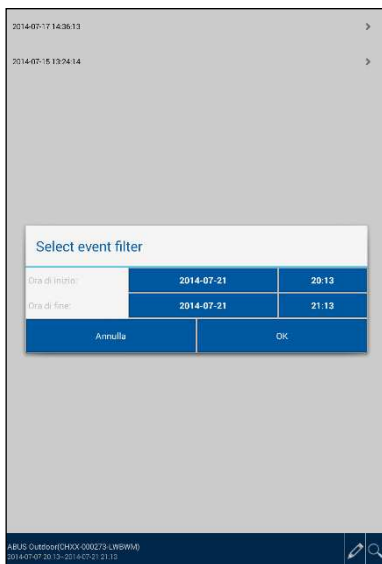 2014-07-17 14:36:13
2014-07-15 13:24:14
Select event filter
Ora di inizio: 2014-07-21 20:13
Ora di fine: 2014-07-21 21:13
Annulla OK
ABUS Outdoor(CHXX-000273-LWBWM)
2014-07-07 20:13 - 2014-07-21 21:13